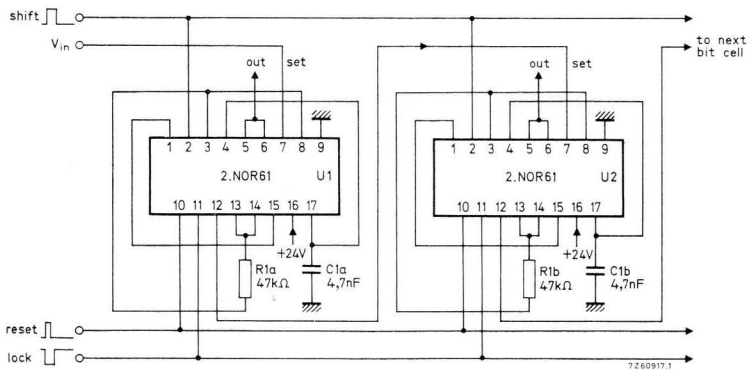 shift
V_in
out set
out set
to next
bit cell
1 2 3 4 5 6 7 8 9
2.NOR61 U1
10 11 12 13 14 15 16 17
+24V
R1a
47kΩ
C1a
4,7nF
1 2 3 4 5 6 7 8 9
2.NOR61 U2
10 11 12 13 14 15 16 17
+24V
R1b
47kΩ
C1b
4,7nF
reset
lock
7Z60917.1